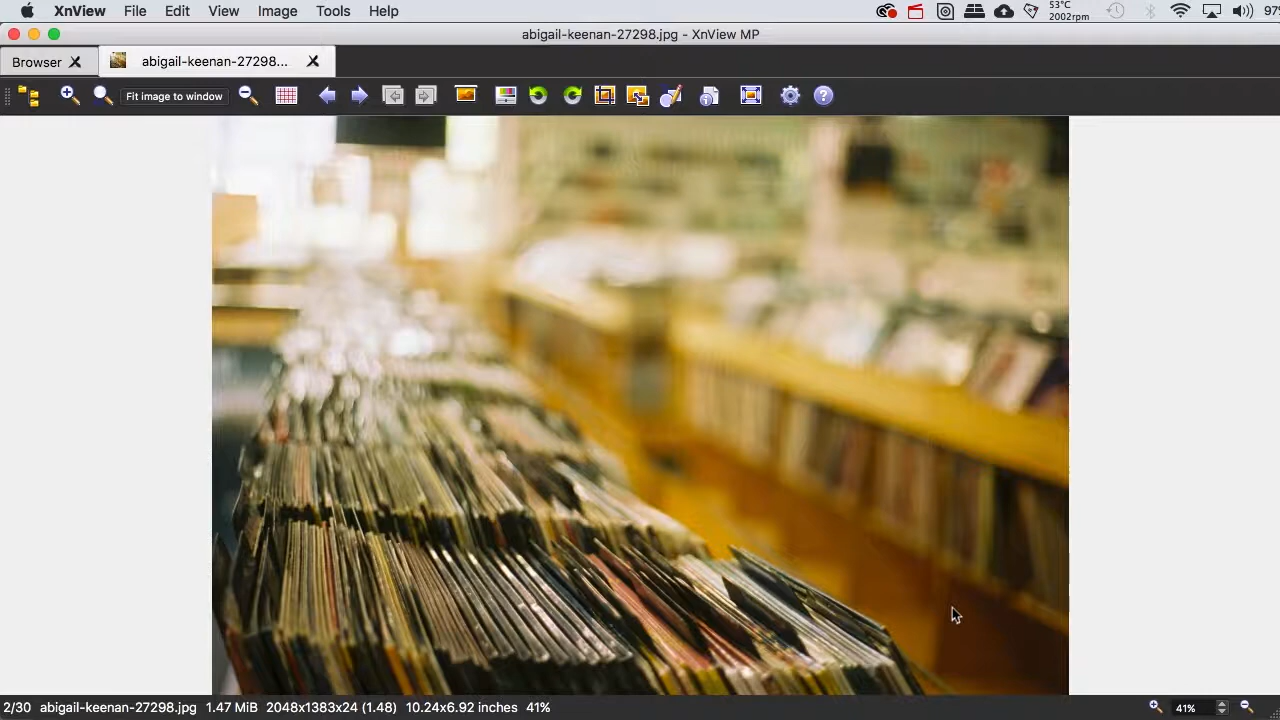 XnView File Edit View Image Tools Help 53°C 2002rpm 97%
abigail-keenan-27298.jpg - XnView MP
Browser abigail-keenan-27298...
Fit image to window
2/30 abigail-keenan-27298.jpg 1.47 MiB 2048x1383x24 (1.48) 10.24x6.92 inches 41% 41%